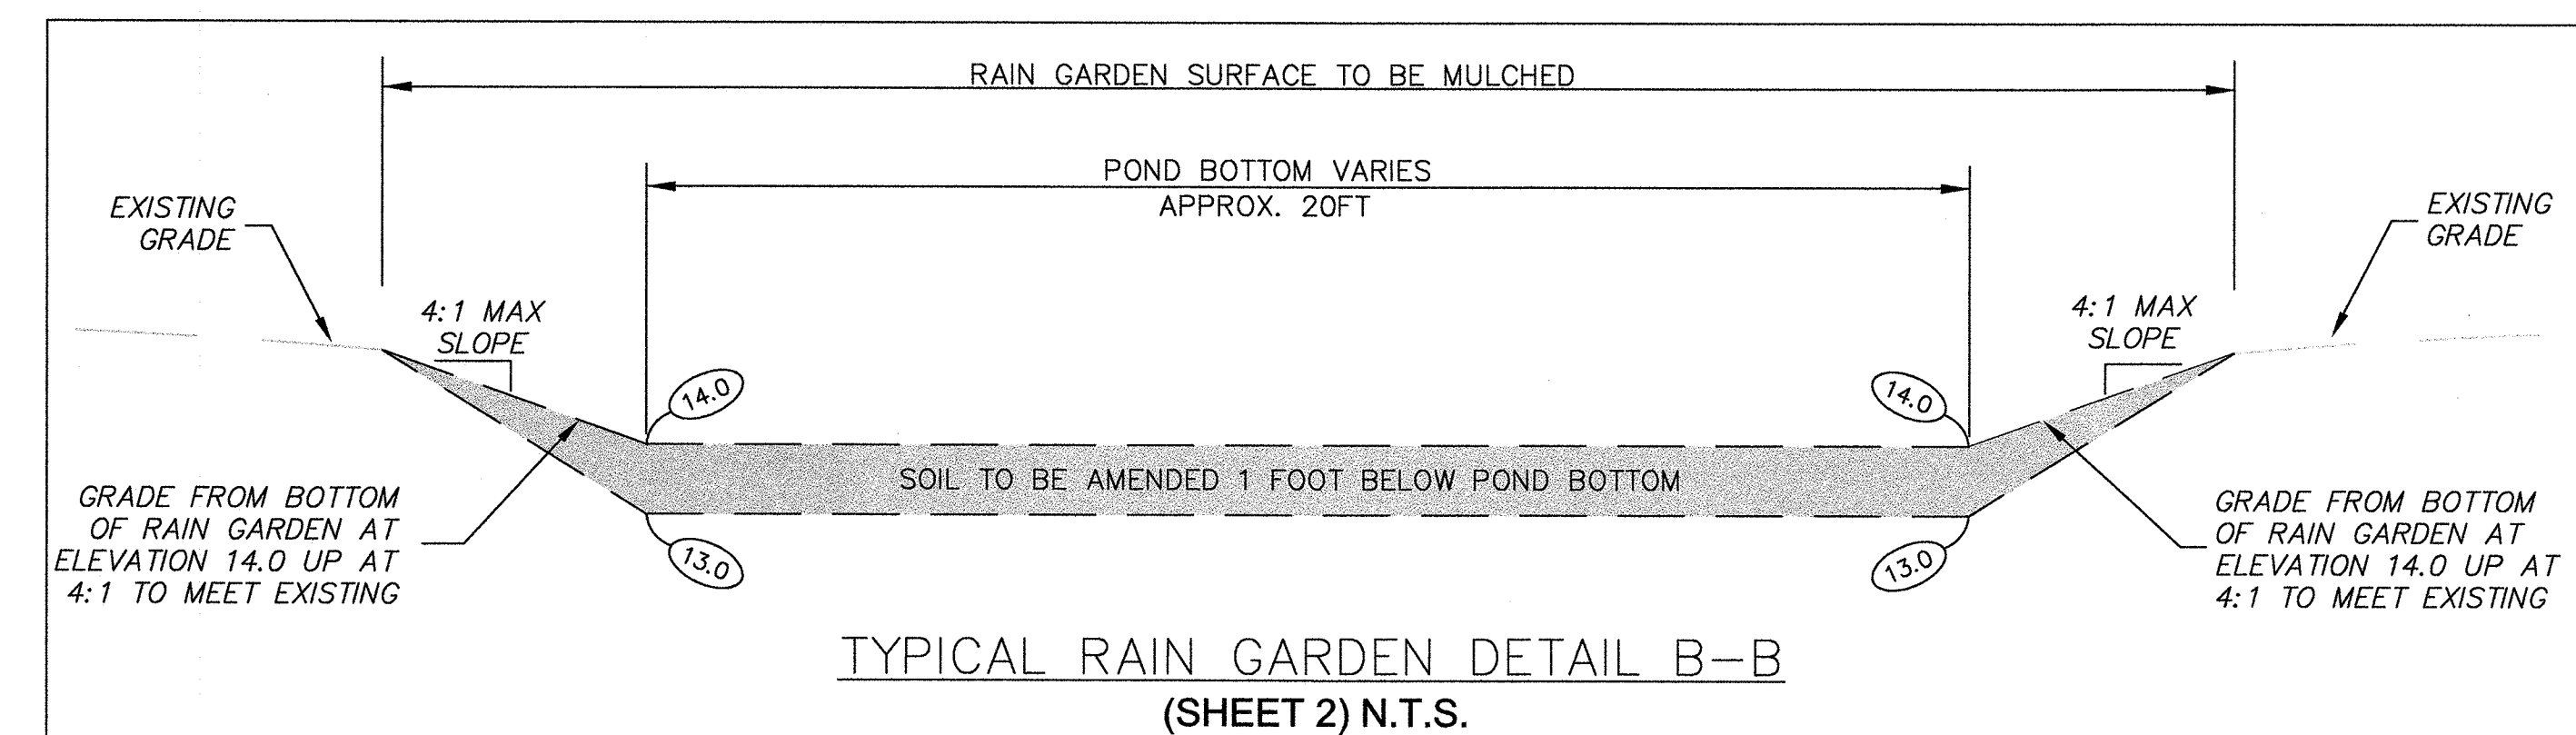 RAIN GARDEN SURFACE TO BE MULCHED
POND BOTTOM VARIES
APPROX. 20FT
EXISTING
GRADE
EXISTING
GRADE
4:1 MAX
SLOPE
4:1 MAX
SLOPE
14.0
14.0
SOIL TO BE AMENDED 1 FOOT BELOW POND BOTTOM
GRADE FROM BOTTOM
OF RAIN GARDEN AT
ELEVATION 14.0 UP AT
4:1 TO MEET EXISTING
13.0
13.0
GRADE FROM BOTTOM
OF RAIN GARDEN AT
ELEVATION 14.0 UP AT
4:1 TO MEET EXISTING
TYPICAL RAIN GARDEN DETAIL B-B
(SHEET 2) N.T.S.